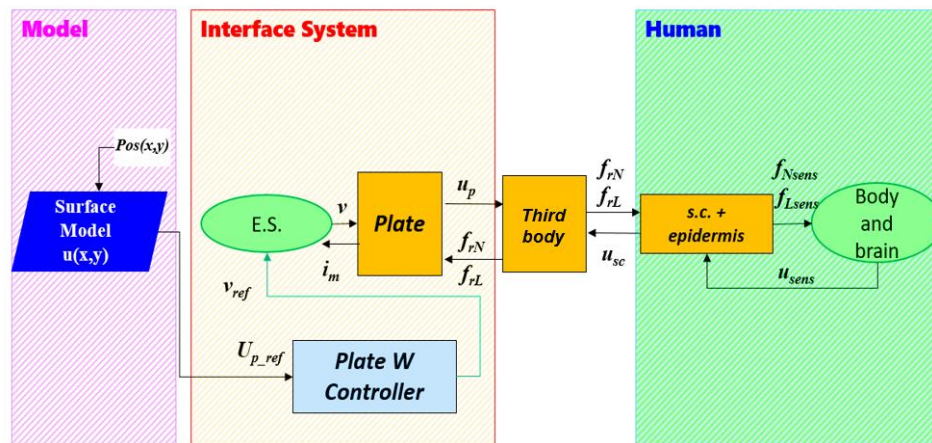 Model
Interface System
Human
Pos(x,y)
Surface
Model
u(x,y)
E.S.
v
i_m
v_ref
Plate
u_p
f_rN
f_rL
Third
body
f_rN
f_rL
u_sc
s.c. +
epidermis
f_Nsens
f_Lsens
Body
and
brain
u_sens
U_p_ref
Plate W
Controller